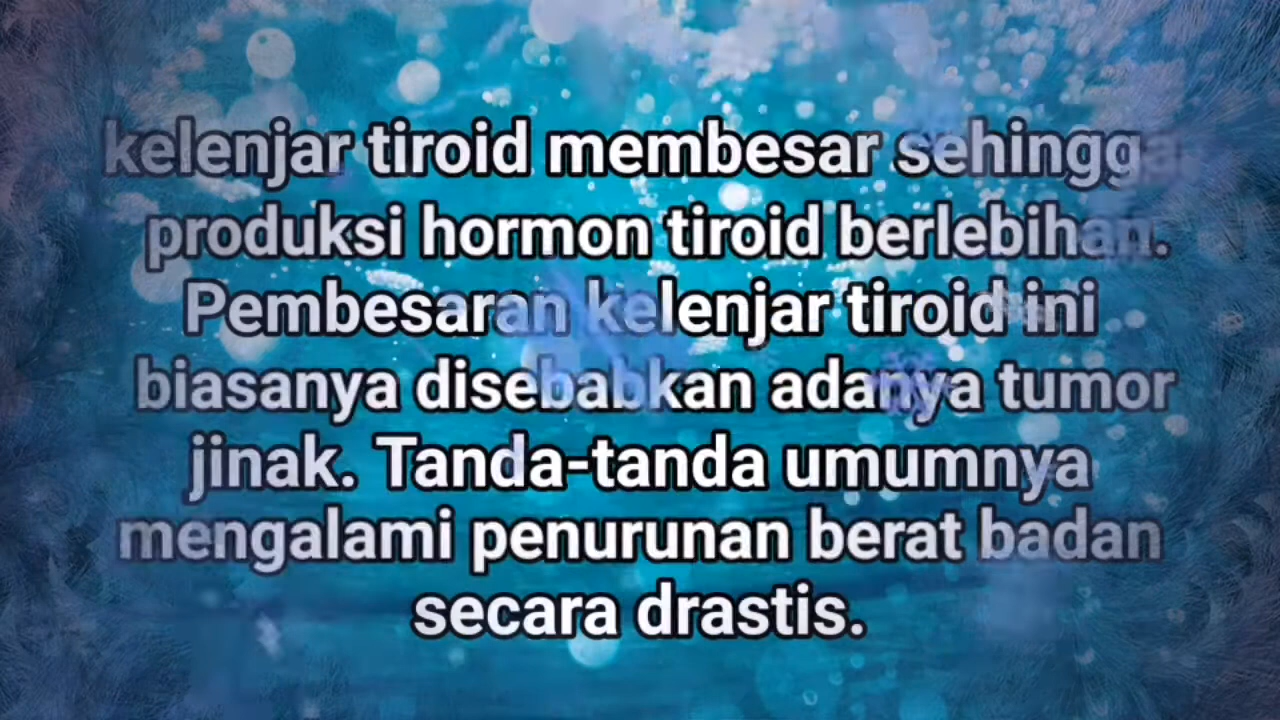 kelenjar tiroid membesar sehingga
produksi hormon tiroid berlebihan.
Pembesaran kelenjar tiroid ini
biasanya disebabkan adanya tumor
jinak. Tanda-tanda umumnya
mengalami penurunan berat badan
secara drastis.